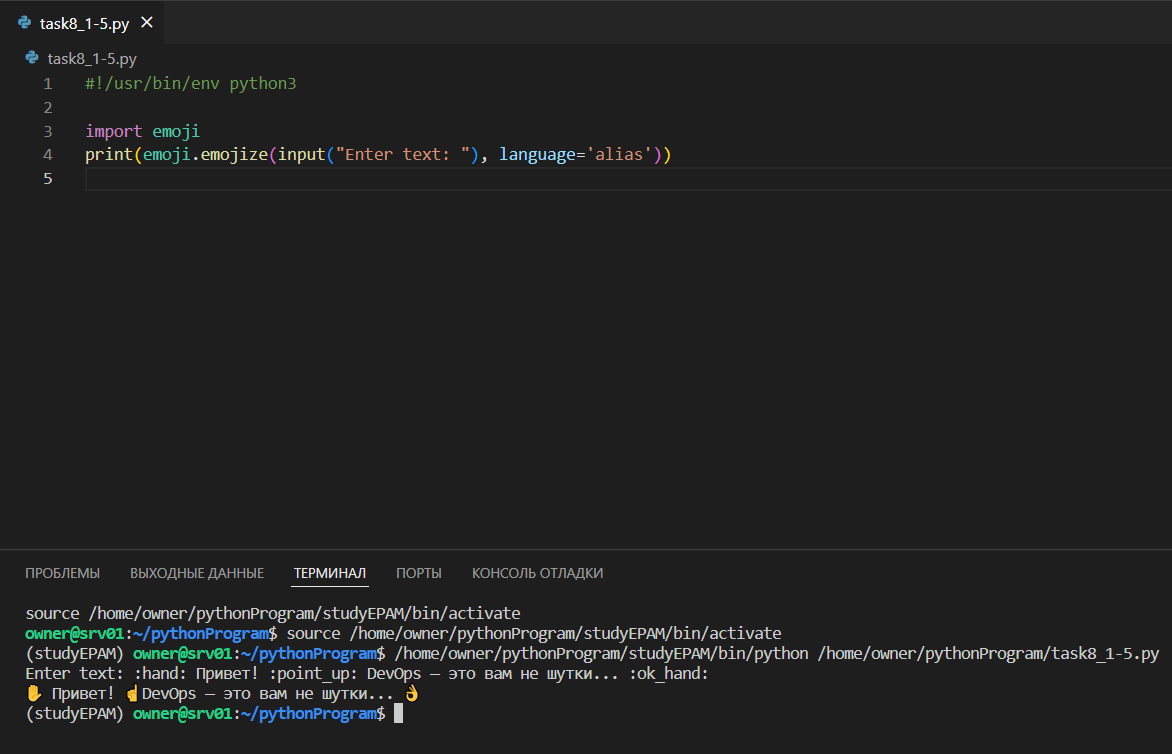 task8_1-5.py
task8_1-5.py
1 #!/usr/bin/env python3
2
3 import emoji
4 print(emoji.emojize(input("Enter text: "), language='alias'))
5
ПРОБЛЕМЫ ВЫХОДНЫЕ ДАННЫЕ ТЕРМИНАЛ ПОРТЫ КОНСОЛЬ ОТЛАДКИ
source /home/owner/pythonProgram/studyEPAM/bin/activate
owner@srv01:~/pythonProgram$ source /home/owner/pythonProgram/studyEPAM/bin/activate
(studyEPAM) owner@srv01:~/pythonProgram$ /home/owner/pythonProgram/studyEPAM/bin/python /home/owner/pythonProgram/task8_1-5.py
Enter text: :hand: Привет! :point_up: DevOps — это вам не шутки... :ok_hand:
✋ Привет! ☝DevOps — это вам не шутки... 👌
(studyEPAM) owner@srv01:~/pythonProgram$